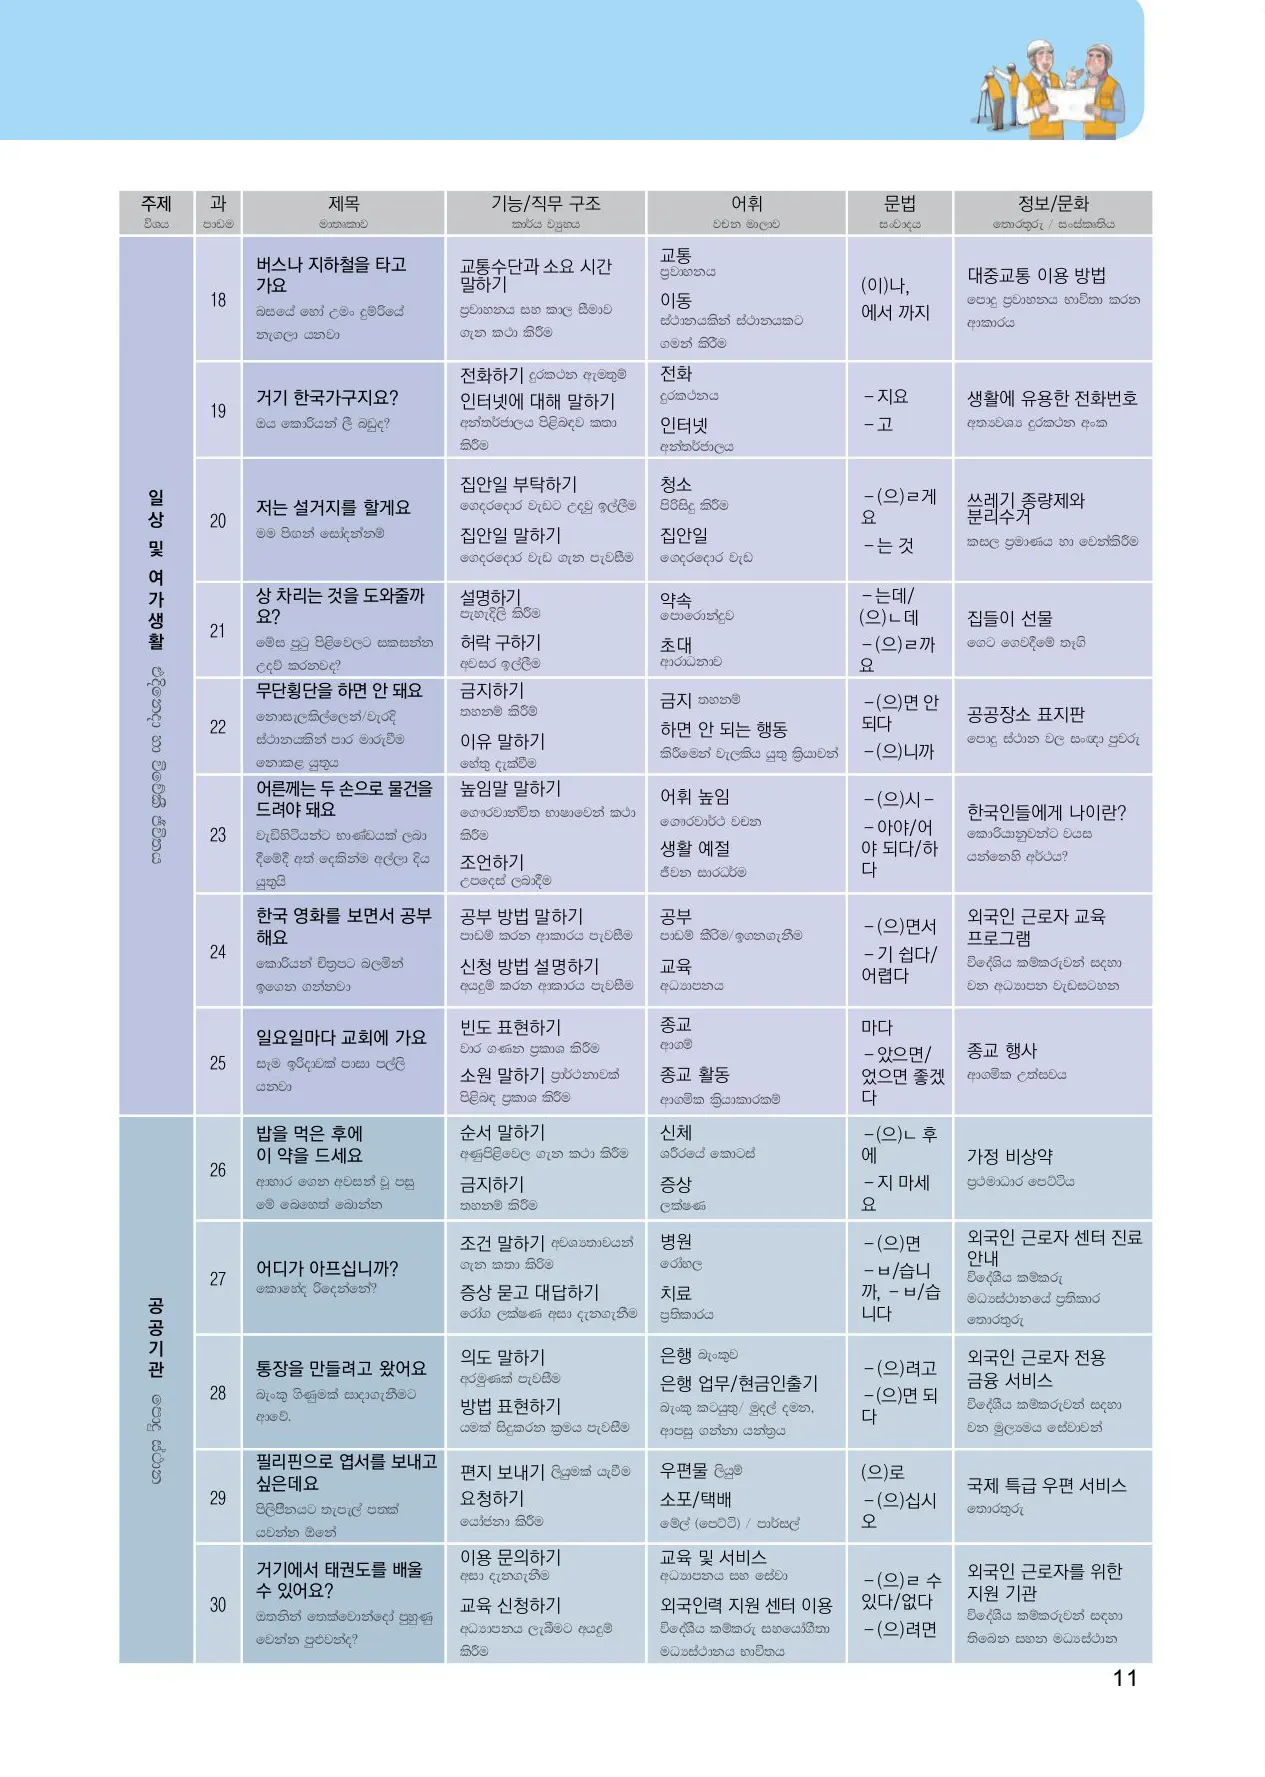 주제 과 제목 기능/직무 구조 어휘 문법 정보/문화
විශය පාඩම මාතෘකාව කාර්ය ව්‍යුහය වචන මාලාව සංවාදය තොරතුරු / සංස්කෘතිය
일상 및 여가생활
공공기관
පොදු ස්ථාන
18
버스나 지하철을 타고
가요
බසයේ හෝ උමං දුම්රියේ
නැගලා යනවා
교통수단과 소요 시간
말하기
ප්‍රවාහනය සහ කාල සීමාව
ගැන කථා කිරීම
교통
ප්‍රවාහනය
이동
ස්ථානයකින් ස්ථානයකට
ගමන් කිරීම
(이)나,
에서 까지
대중교통 이용 방법
පොදු ප්‍රවාහනය භාවිතා කරන
ආකාරය
19
거기 한국가구지요?
ඔය කොරියන් ලී බඩුද?
전화하기 දුරකථන ඇමතුම්
인터넷에 대해 말하기
අන්තර්ජාලය පිළිබඳව කතා
කිරීම
전화
දුරකථනය
인터넷
අන්තර්ජාලය
-지요
-고
생활에 유용한 전화번호
අත්‍යවශ්‍ය දුරකථන අංක
20
저는 설거지를 할게요
මම පිඟන් සෝදන්නම්
집안일 부탁하기
ගෙදරදොර වැඩට උදවු ඉල්ලීම
집안일 말하기
ගෙදරදොර වැඩ ගැන පැවසීම
청소
පිරිසිදු කිරීම
집안일
ගෙදරදොර වැඩ
-(으)ㄹ게
요
-는 것
쓰레기 종량제와
분리수거
කසල ප්‍රමාණය හා වෙන්කිරීම
21
상 차리는 것을 도와줄까
요?
මේස පුටු පිළිවෙලට සකසන්න
උදව් කරනවද?
설명하기
පැහැදිලි කිරීම
허락 구하기
අවසර ඉල්ලීම
약속
පොරොන්දුව
초대
ආරාධනාව
-는데/
(으)ㄴ데
-(으)ㄹ까
요
집들이 선물
ගෙට ගෙවදීමේ තෑගි
22
무단횡단을 하면 안 돼요
නොසැලකිල්ලෙන්/වැරදි
ස්ථානයකින් පාර මාරුවීම
නොකළ යුතුය
금지하기
තහනම් කිරීම්
이유 말하기
හේතු දැක්වීම
금지 තහනම්
하면 안 되는 행동
කිරීමෙන් වැලකිය යුතු ක්‍රියාවන්
-(으)면 안
되다
-(으)니까
공공장소 표지판
පොදු ස්ථාන වල සංඥා පුවරු
23
어른께는 두 손으로 물건을
드려야 돼요
වැඩිහිටියන්ට භාණ්ඩයක් ලබා
දීමේදී අත් දෙකින්ම අල්ලා දිය
යුතුයි
높임말 말하기
ගෞරවාන්විත භාෂාවෙන් කථා
කිරීම
조언하기
උපදෙස් ලබාදීම
어휘 높임
ගෞරවාර්ථ වචන
생활 예절
ජීවන සාරධර්ම
-(으)시-
-아야/어
야 되다/하
다
한국인들에게 나이란?
කොරියානුවන්ට වයස
යන්නෙහි අර්ථය?
24
한국 영화를 보면서 공부
해요
කොරියන් චිත්‍රපට බලමින්
ඉගෙන ගන්නවා
공부 방법 말하기
පාඩම් කරන ආකාරය පැවසීම
신청 방법 설명하기
අයදුම් කරන ආකාරය පැවසීම
공부
පාඩම් කිරීම/ඉගනගැනීම
교육
අධ්‍යාපනය
-(으)면서
-기 쉽다/
어렵다
외국인 근로자 교육
프로그램
විදේශිය කම්කරුවන් සදහා
වන අධ්‍යාපන වැඩසටහන
25
일요일마다 교회에 가요
සෑම ඉරිදාවක් පාසා පල්ලි
යනවා
빈도 표현하기
වාර ගණන ප්‍රකාශ කිරීම
소원 말하기 ප්‍රාර්ථනාවක්
පිළිබඳ ප්‍රකාශ කිරීම
종교
ආගම්
종교 활동
ආගමික ක්‍රියාකාරකම්
마다
-았으면/
었으면 좋겠
다
종교 행사
ආගමික උත්සවය
26
밥을 먹은 후에
이 약을 드세요
ආහාර ගෙන අවසන් වූ පසු
මේ බෙහෙත් බොන්න
순서 말하기
අණුපිළිවෙල ගැන කථා කිරීම
금지하기
තහනම් කිරීම
신체
ශරීරයේ කොටස්
증상
ලක්ෂණ
-(으)ㄴ 후
에
-지 마세
요
가정 비상약
ප්‍රථමාධාර පෙට්ටිය
27
어디가 아프십니까?
කොහේද රිදෙන්නේ?
조건 말하기 අවශ්‍යතාවයන්
ගැන කතා කිරිම
증상 묻고 대답하기
රෝග ලක්ෂණ අසා දැනගැනීම
병원
රෝහල
치료
ප්‍රතිකාරය
-(으)면
-ㅂ/습니
까, -ㅂ/습
니다
외국인 근로자 센터 진료
안내
විදේශීය කම්කරු
මධ්‍යස්ථානයේ ප්‍රතිකාර
තොරතුරු
28
통장을 만들려고 왔어요
බැංකු ගිණුමක් සාදාගැනීමට
ආවේ.
의도 말하기
අරමුණක් පැවසීම
방법 표현하기
යමක් සිදුකරන ක්‍රමය පැවසීම
은행 බැංකුව
은행 업무/현금인출기
බැංකු කටයුතු/ මුදල් දමන,
ආපසු ගන්නා යන්ත්‍රය
-(으)려고
-(으)면 되
다
외국인 근로자 전용
금융 서비스
විදේශීය කම්කරුවන් සදහා
වන මුල්‍යමය සේවාවන්
29
필리핀으로 엽서를 보내고
싶은데요
පිලිපීනයට තැපැල් පතක්
යවන්න ඕනේ
편지 보내기 ලියුමක් යැවීම
요청하기
යෝජනා කිරීම
우편물 ලියුම්
소포/택배
මේල් (පෙට්ටි) / පාර්සල්
(으)로
-(으)십시
오
국제 특급 우편 서비스
තොරතුරු
30
거기에서 태권도를 배울
수 있어요?
ඔතනින් තෙක්වොන්දෝ පුහුණු
වෙන්න පුළුවන්ද?
이용 문의하기
අසා දැනගැනීම
교육 신청하기
අධ්‍යාපනය ලැබීමට අයදුම්
කිරීම
교육 및 서비스
අධ්‍යාපනය සහ සේවා
외국인력 지원 센터 이용
විදේශීය කම්කරු සහයෝගීතා
මධ්‍යස්ථානය භාවිතය
-(으)ㄹ 수
있다/없다
-(으)려면
외국인 근로자를 위한
지원 기관
විදේශීය කම්කරුවන් සඳහා
තිබෙන සහන මධ්‍යස්ථාන
11